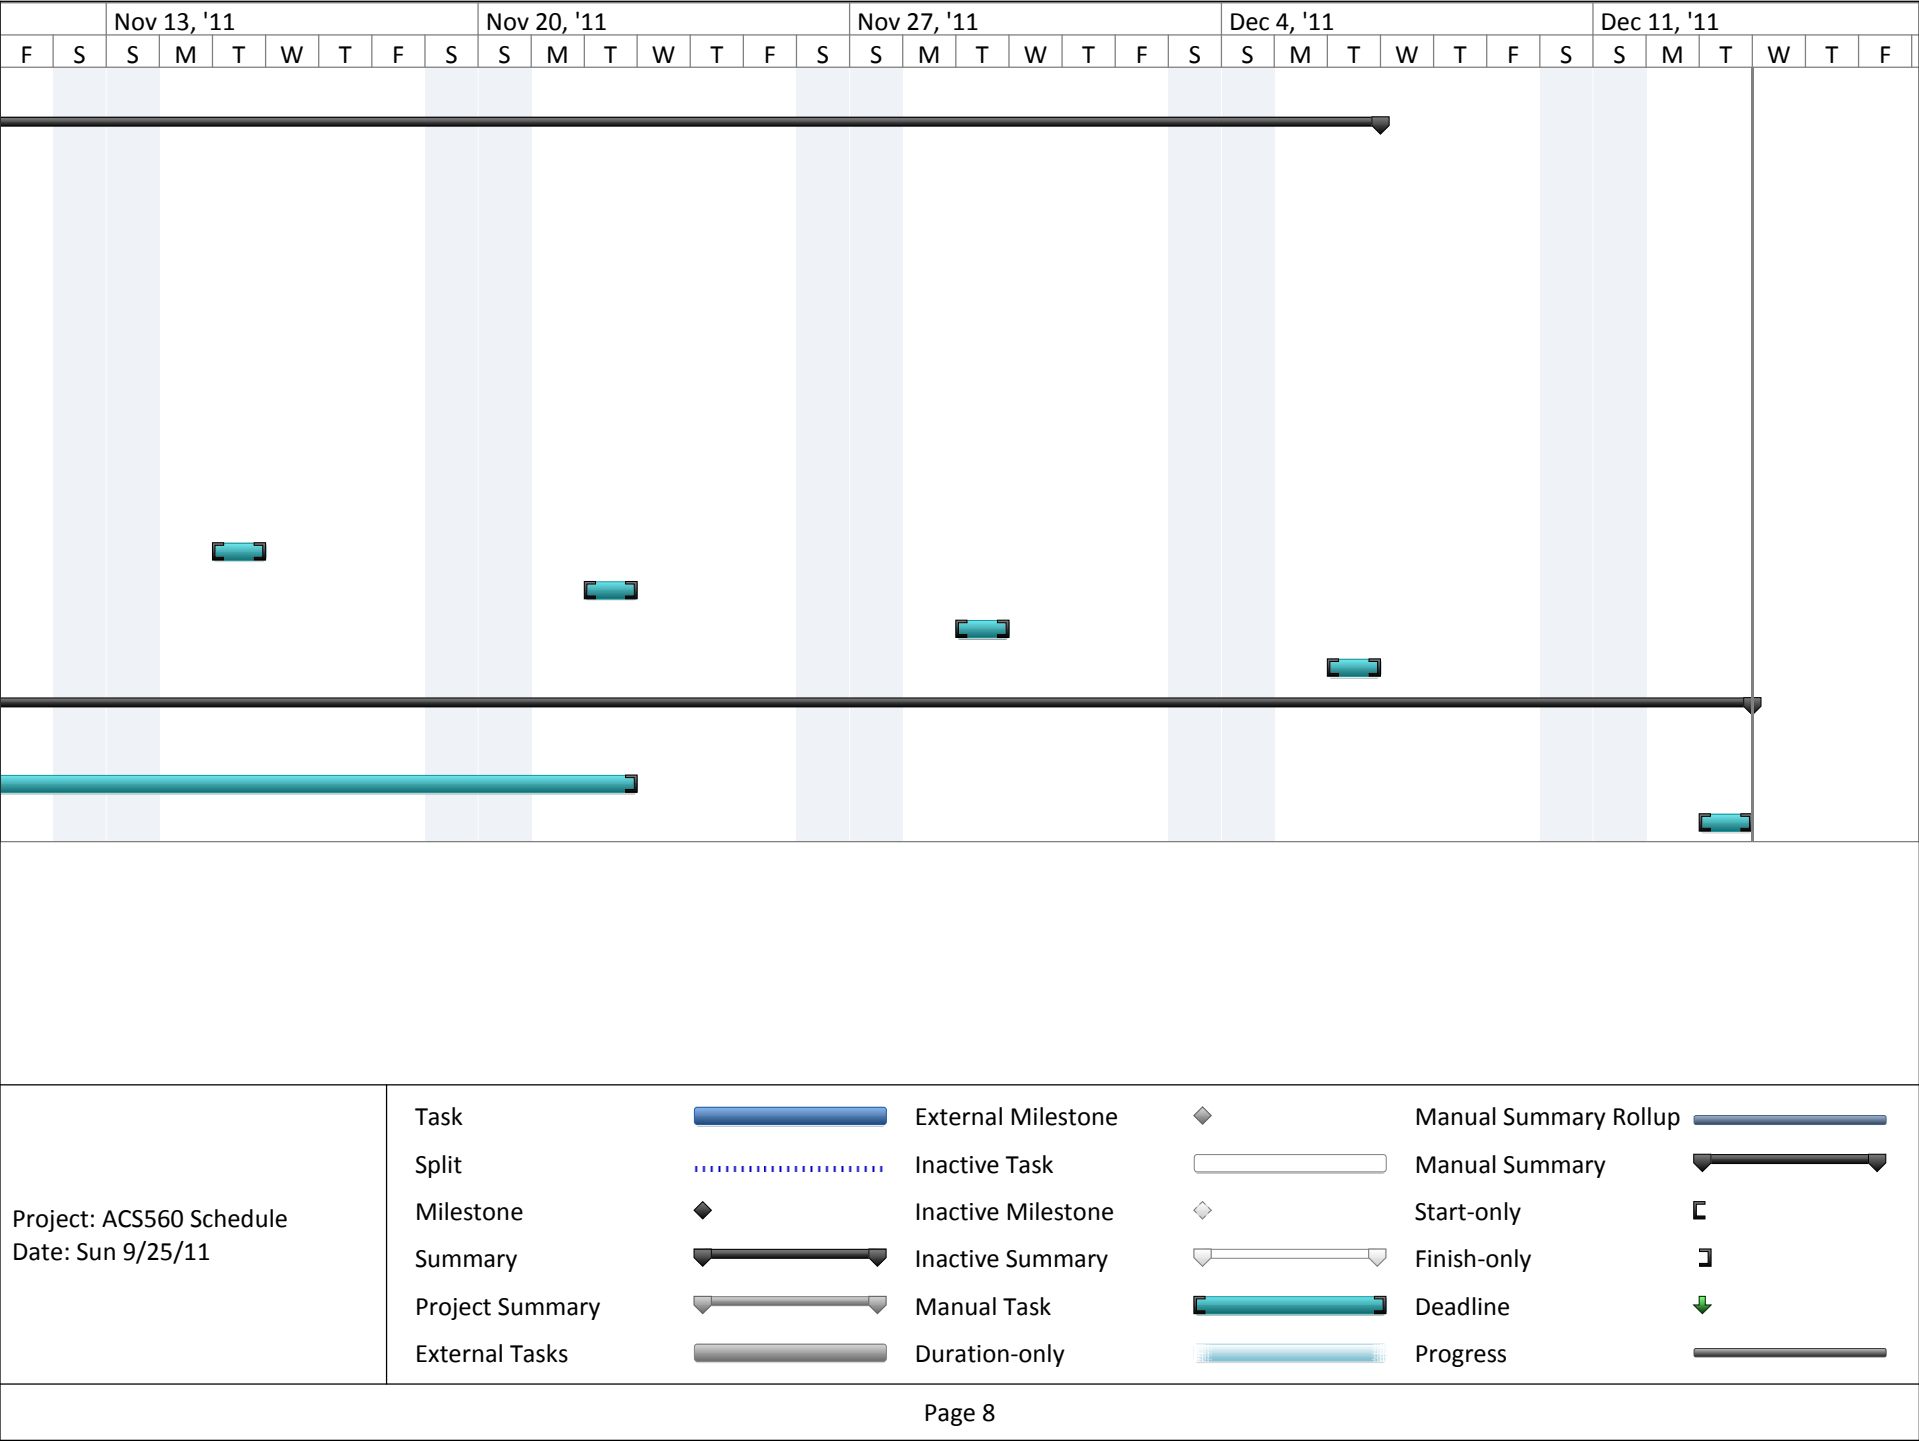 Nov 13, '11 Nov 20, '11 Nov 27, '11 Dec 4, '11 Dec 11, '11
F S S M T W T F S S M T W T F S S M T W T F S S M T W T F S S M T W T F
Task External Milestone Manual Summary Rollup
Split Inactive Task Manual Summary
Milestone Inactive Milestone Start-only
Project: ACS560 Schedule
Date: Sun 9/25/11
Summary Inactive Summary Finish-only
Project Summary Manual Task Deadline
External Tasks Duration-only Progress
Page 8